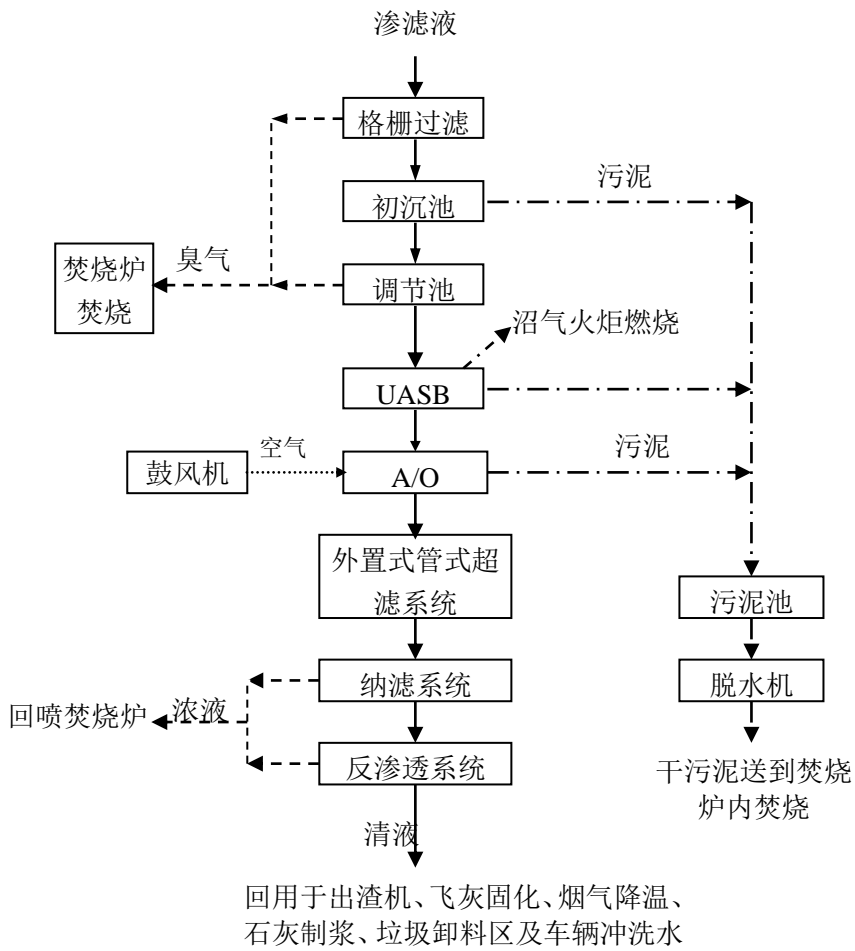 渗滤液
格栅过滤
污泥
初沉池
臭气
焚烧炉
焚烧
调节池
沼气火炬燃烧
UASB
空气
鼓风机
A/O
污泥
外置式管式超
滤系统
污泥池
纳滤系统
脱水机
回喷焚烧炉
浓液
反渗透系统
干污泥送到焚烧
炉内焚烧
清液
回用于出渣机、飞灰固化、烟气降温、
石灰制浆、垃圾卸料区及车辆冲洗水